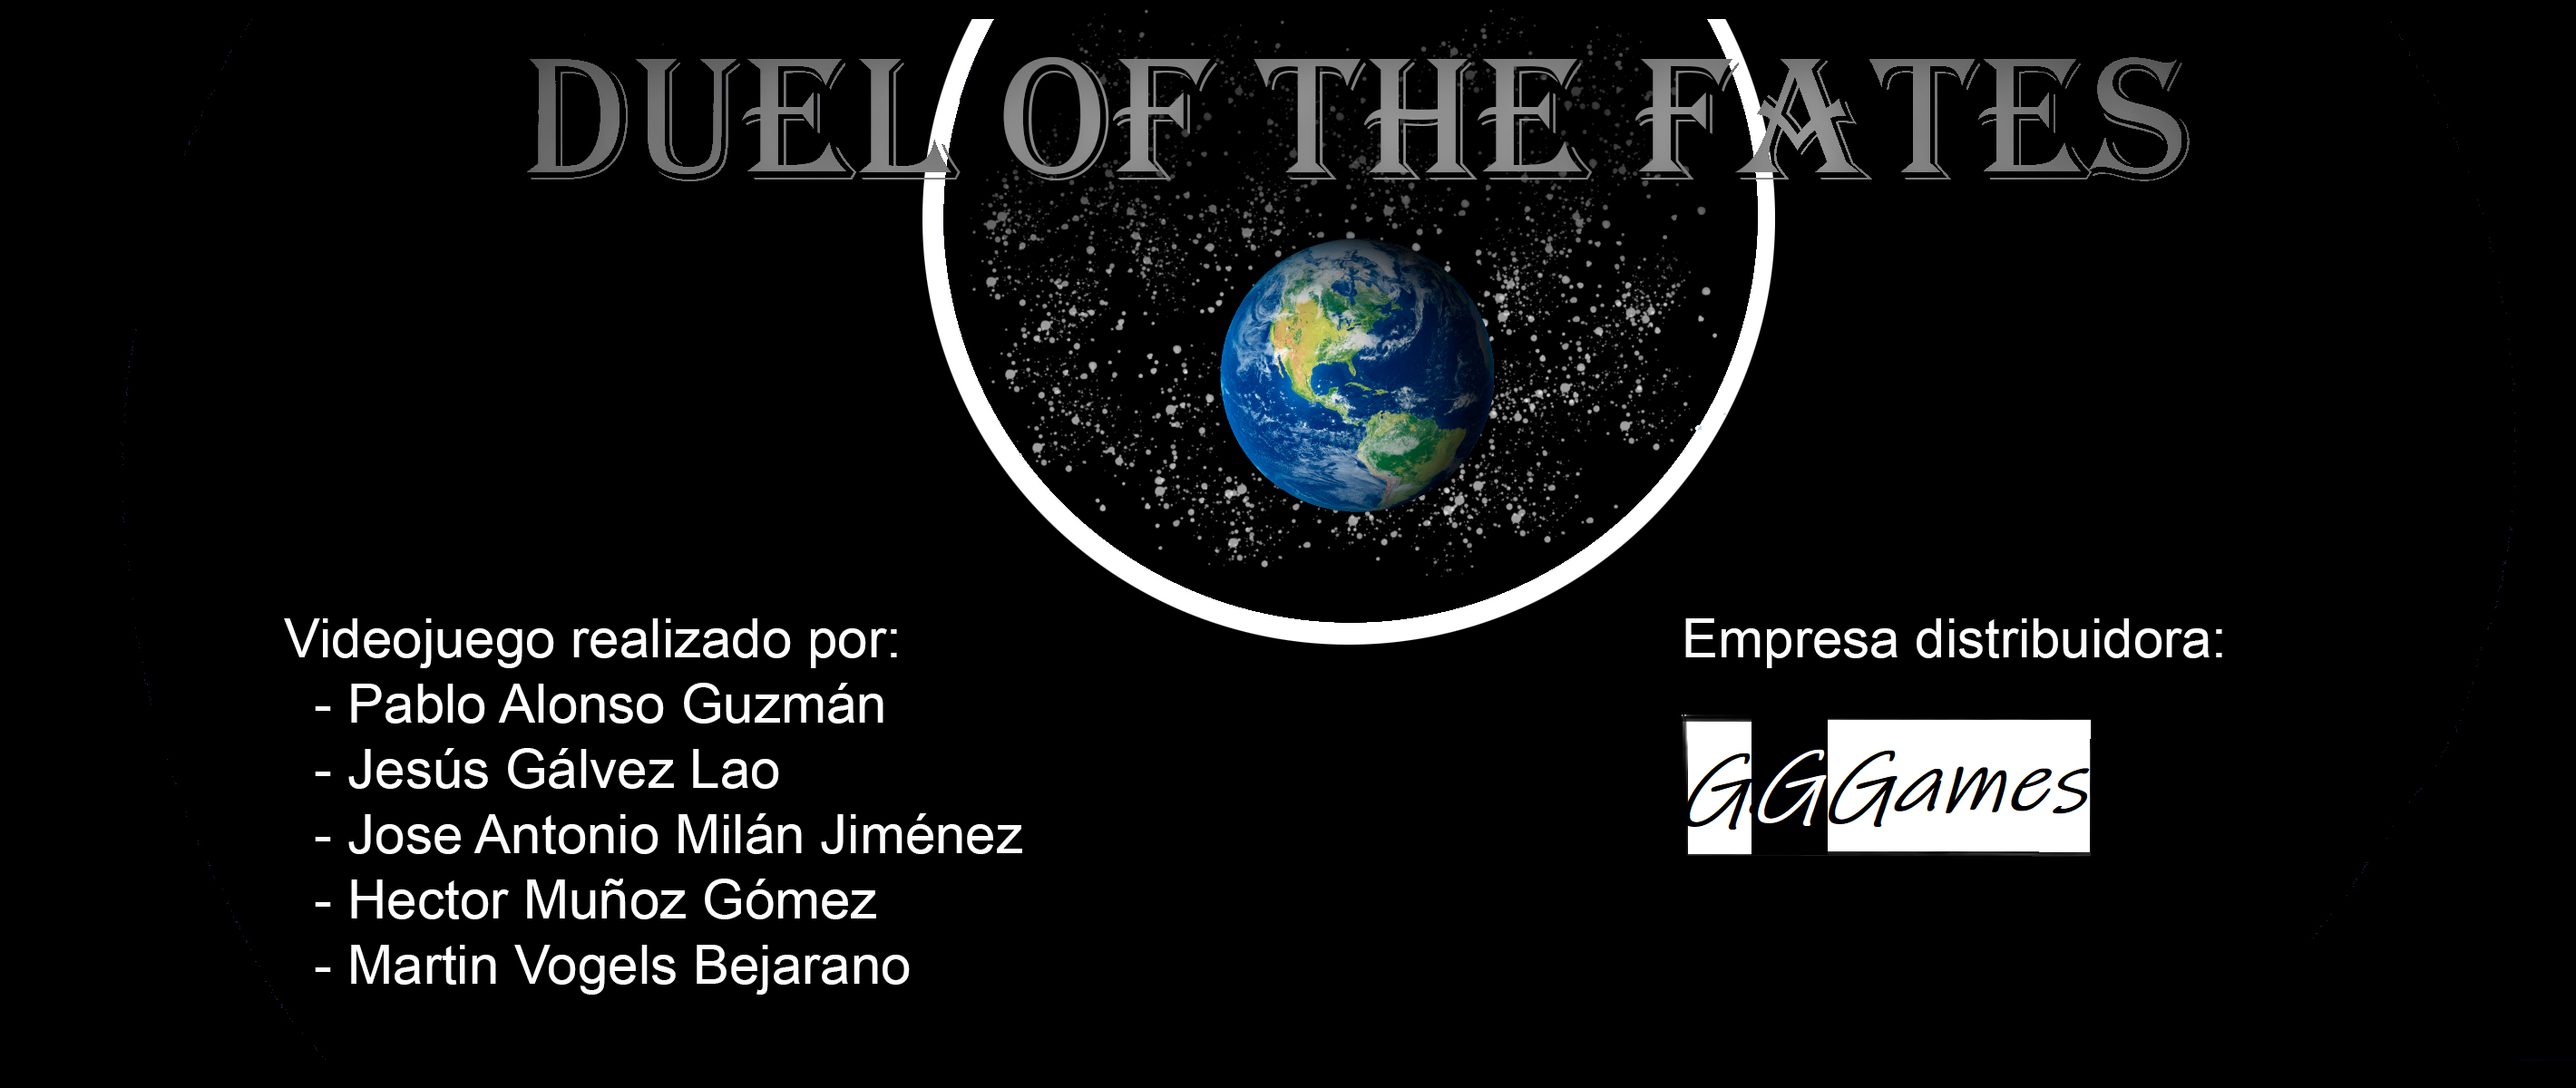 DUEL OF THE FATES
Videojuego realizado por:
- Pablo Alonso Guzmán
- Jesús Gálvez Lao
- Jose Antonio Milán Jiménez
- Hector Muñoz Gómez
- Martin Vogels Bejarano
Empresa distribuidora:
G.GGames